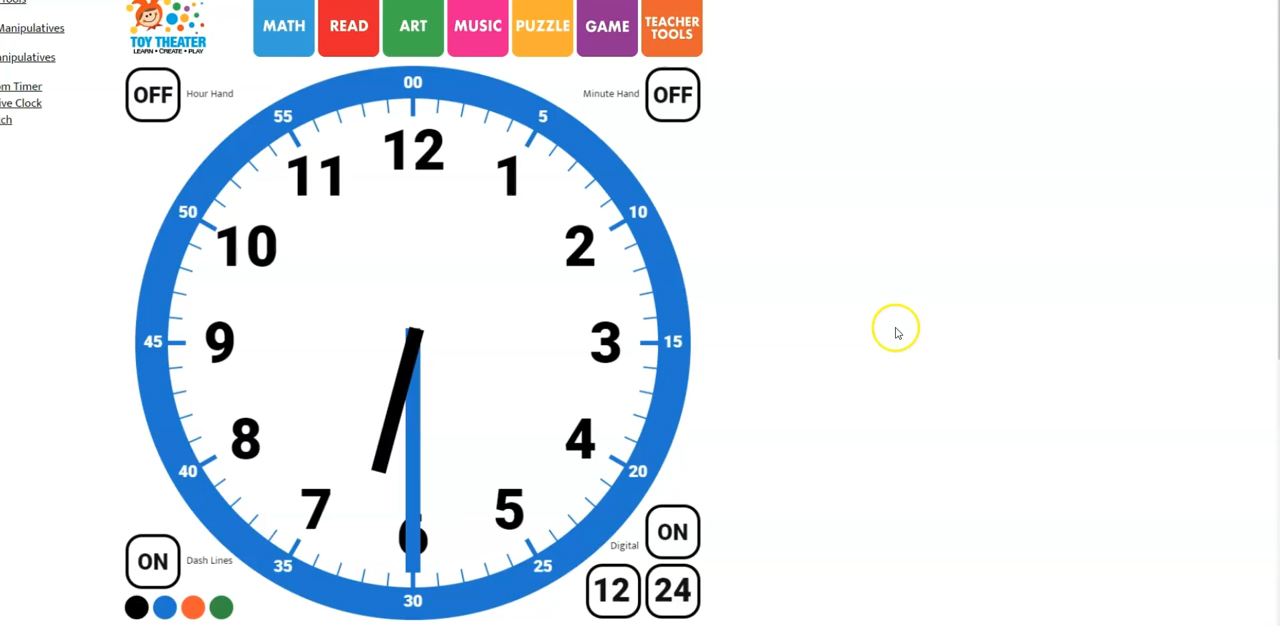 Manipulatives
anipulatives
om Timer
ive Clock
ch
TOY THEATER
LEARN • CREATE • PLAY
MATH
READ
ART
MUSIC
PUZZLE
GAME
TEACHER
TOOLS
OFF
Hour Hand
Minute Hand
OFF
00
5
10
15
20
25
30
35
40
45
50
55
12
1
2
3
4
5
6
7
8
9
10
11
ON
Dash Lines
Digital
ON
12
24